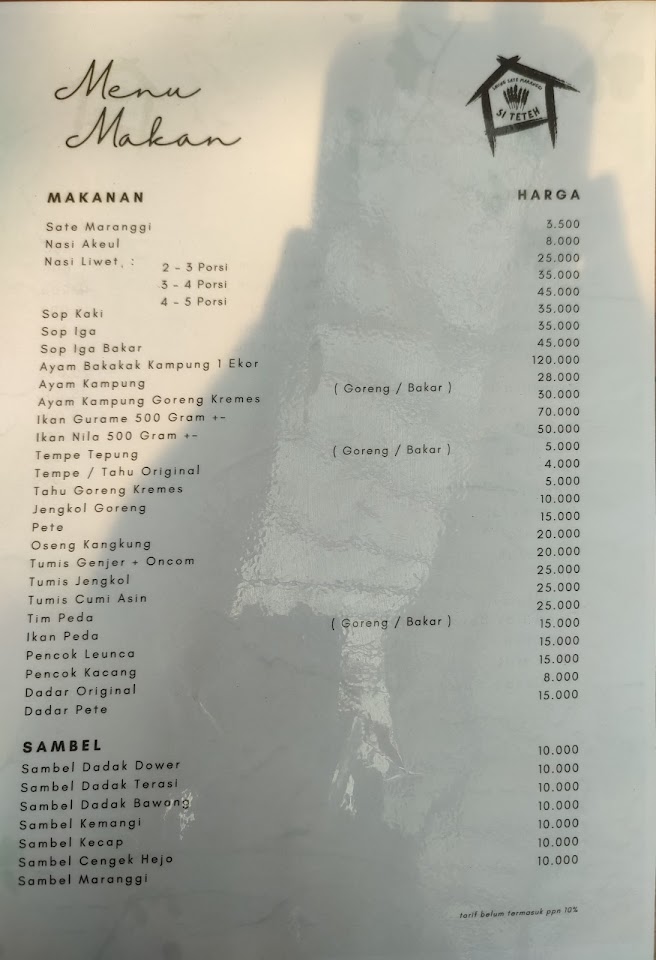 Menu
Makan
SAUNG SATE MARANGGI
SI TETEH
MAKANAN HARGA
Sate Maranggi 3.500
Nasi Akeul 8.000
Nasi Liwet, : 2 - 3 Porsi 25.000
3 - 4 Porsi 35.000
4 - 5 Porsi 45.000
Sop Kaki 35.000
Sop Iga 35.000
Sop Iga Bakar 45.000
Ayam Bakakak Kampung 1 Ekor 120.000
Ayam Kampung ( Goreng / Bakar ) 28.000
Ayam Kampung Goreng Kremes 30.000
Ikan Gurame 500 Gram +- 70.000
Ikan Nila 500 Gram +- 50.000
Tempe Tepung ( Goreng / Bakar ) 5.000
Tempe / Tahu Original 4.000
Tahu Goreng Kremes 5.000
Jengkol Goreng 10.000
Pete 15.000
Oseng Kangkung 20.000
Tumis Genjer + Oncom 20.000
Tumis Jengkol 25.000
Tumis Cumi Asin 25.000
Tim Peda 25.000
Ikan Peda ( Goreng / Bakar ) 15.000
Pencok Leunca 15.000
Pencok Kacang 15.000
Dadar Original 8.000
Dadar Pete 15.000
SAMBEL
Sambel Dadak Dower 10.000
Sambel Dadak Terasi 10.000
Sambel Dadak Bawang 10.000
Sambel Kemangi 10.000
Sambel Kecap 10.000
Sambel Cengek Hejo 10.000
Sambel Maranggi 10.000
tarif belum termasuk ppn 10%